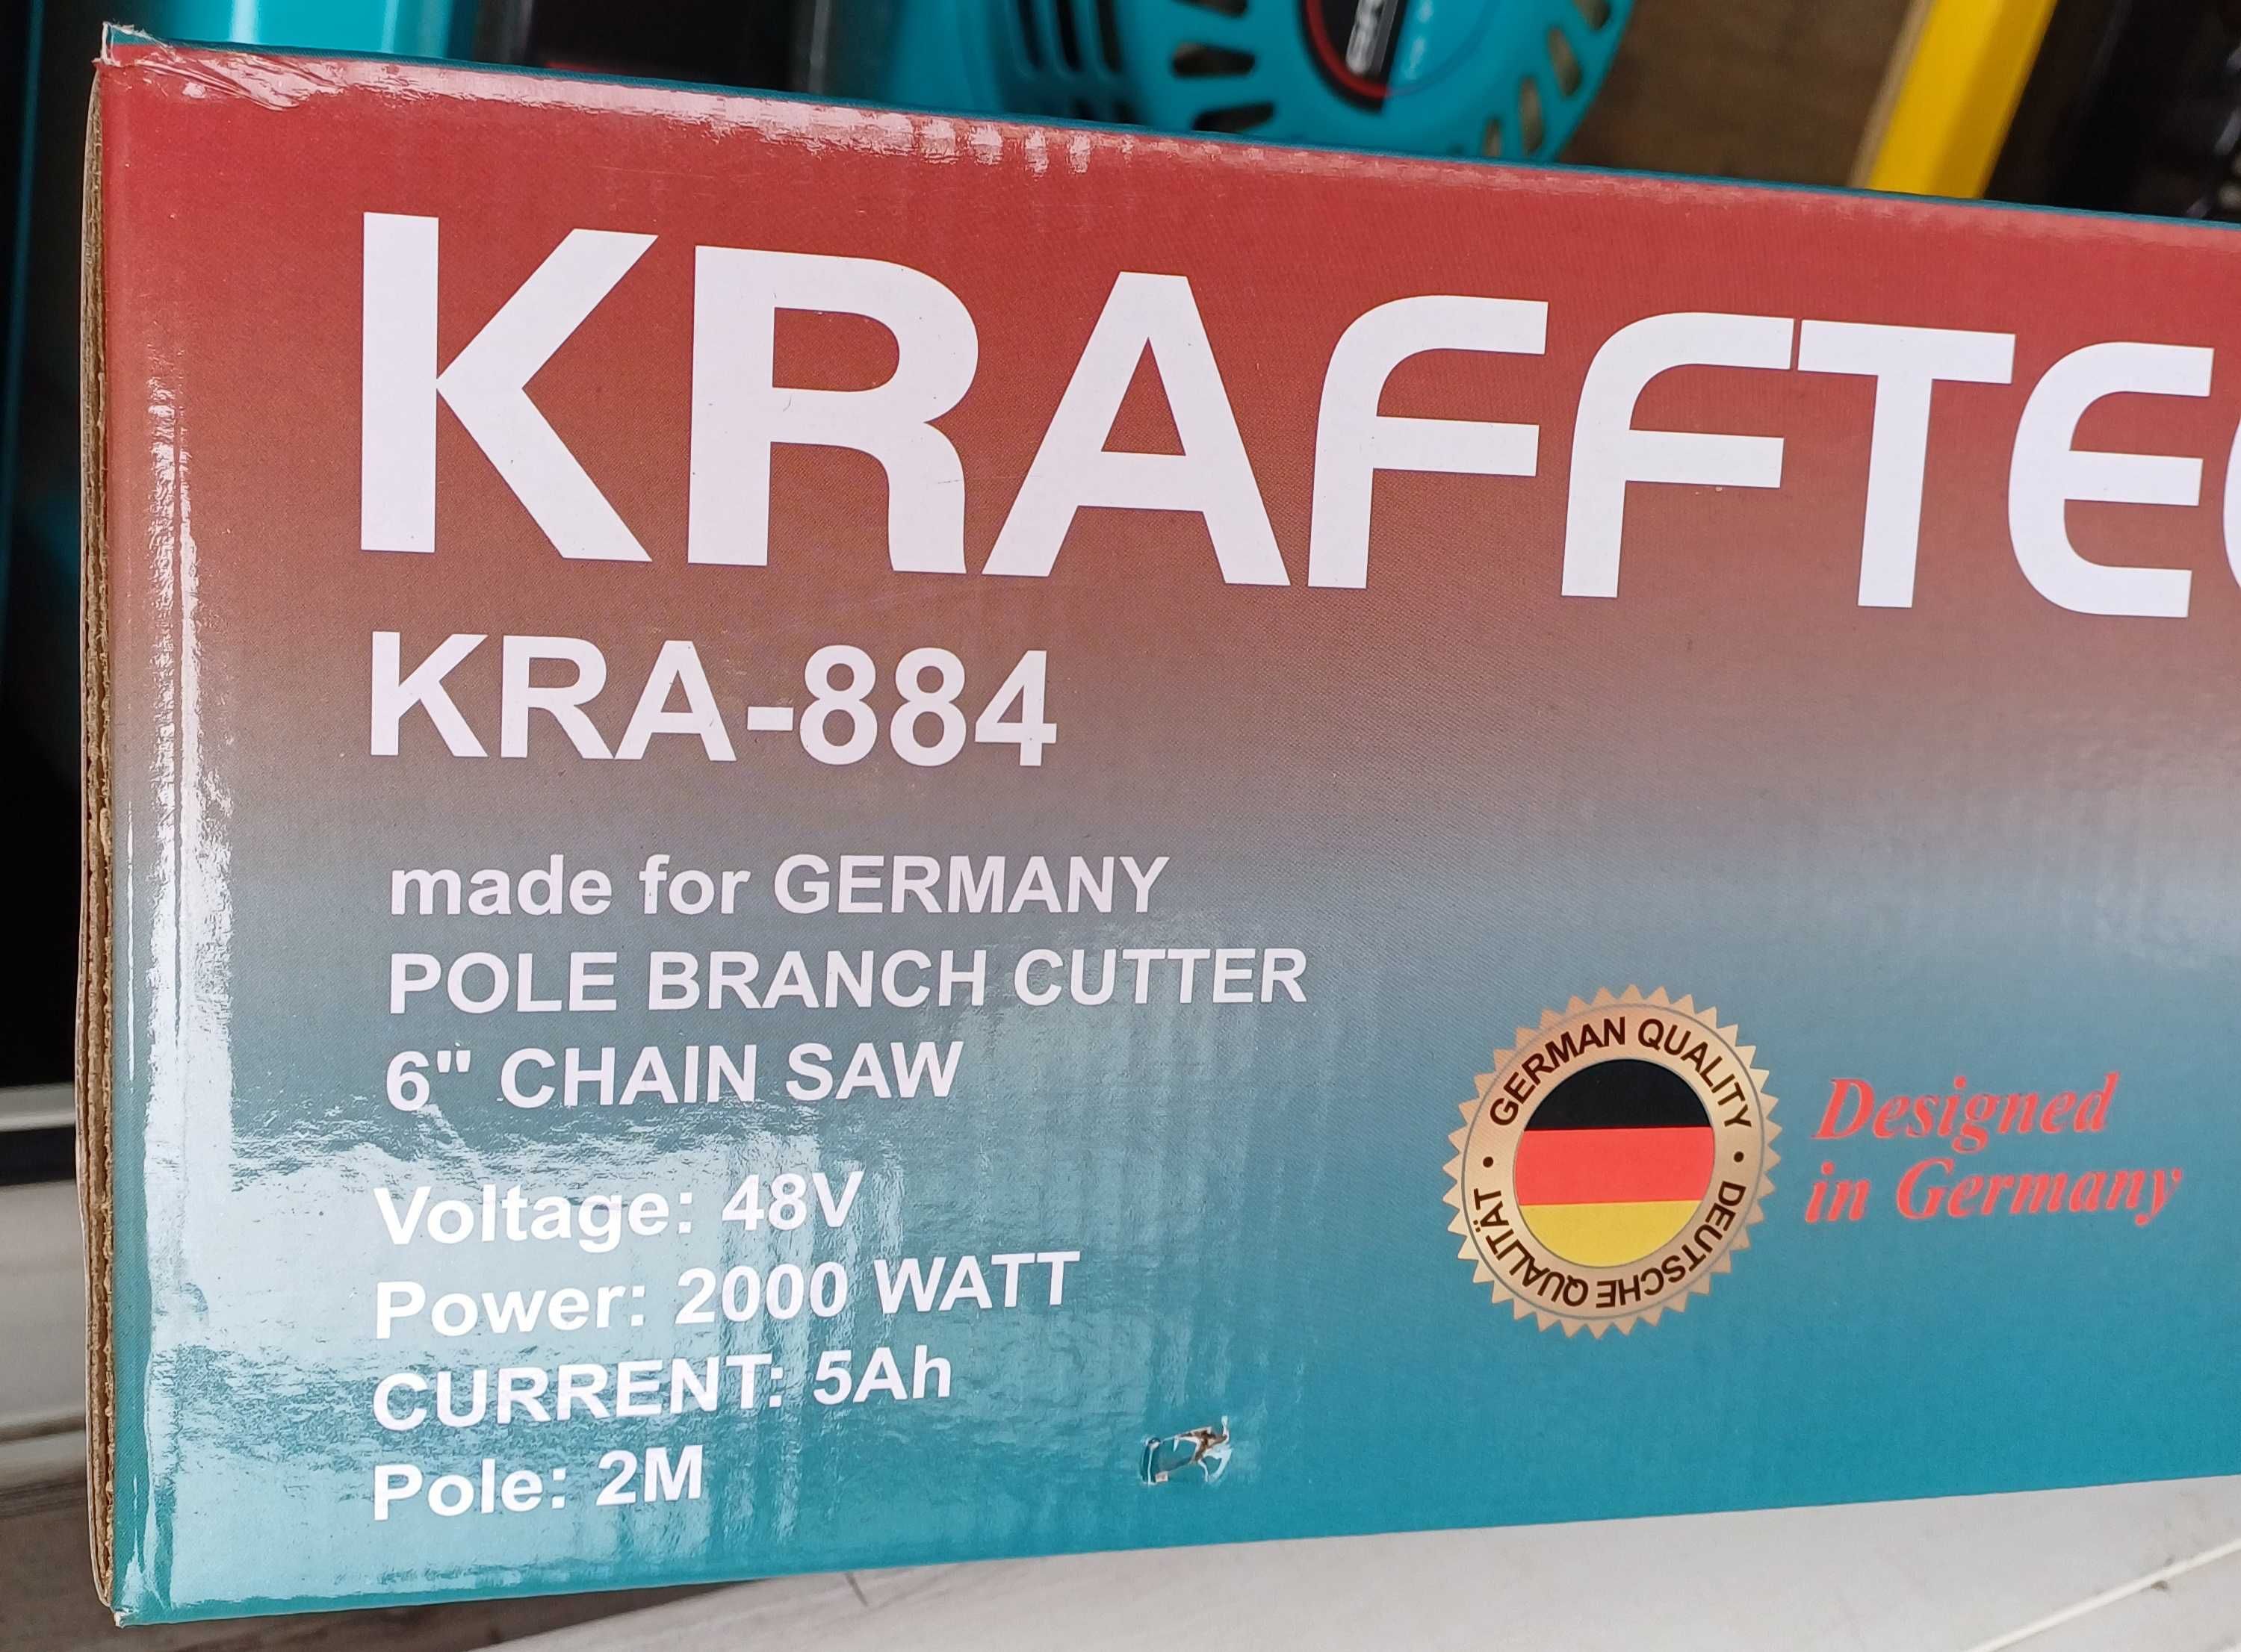 KRAFFTE
KRA-884
made for GERMANY
POLE BRANCH CUTTER
6" CHAIN SAW
Voltage: 48V
Power: 2000 WATT
CURRENT: 5Ah
Pole: 2M
• GERMAN QUALITY •
DEUTSCHE QUALITÄT
Designed
in Germany